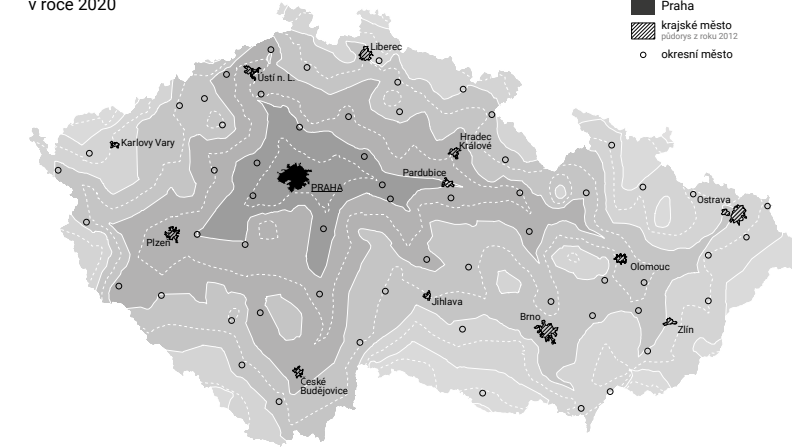 v roce 2020
Praha
krajské město
půdorys z roku 2012
okresní město
Liberec
Ústí n. L.
Karlovy Vary
Hradec
Králové
Pardubice
PRAHA
Ostrava
Plzeň
Olomouc
Jihlava
Brno
Zlín
České
Budějovice